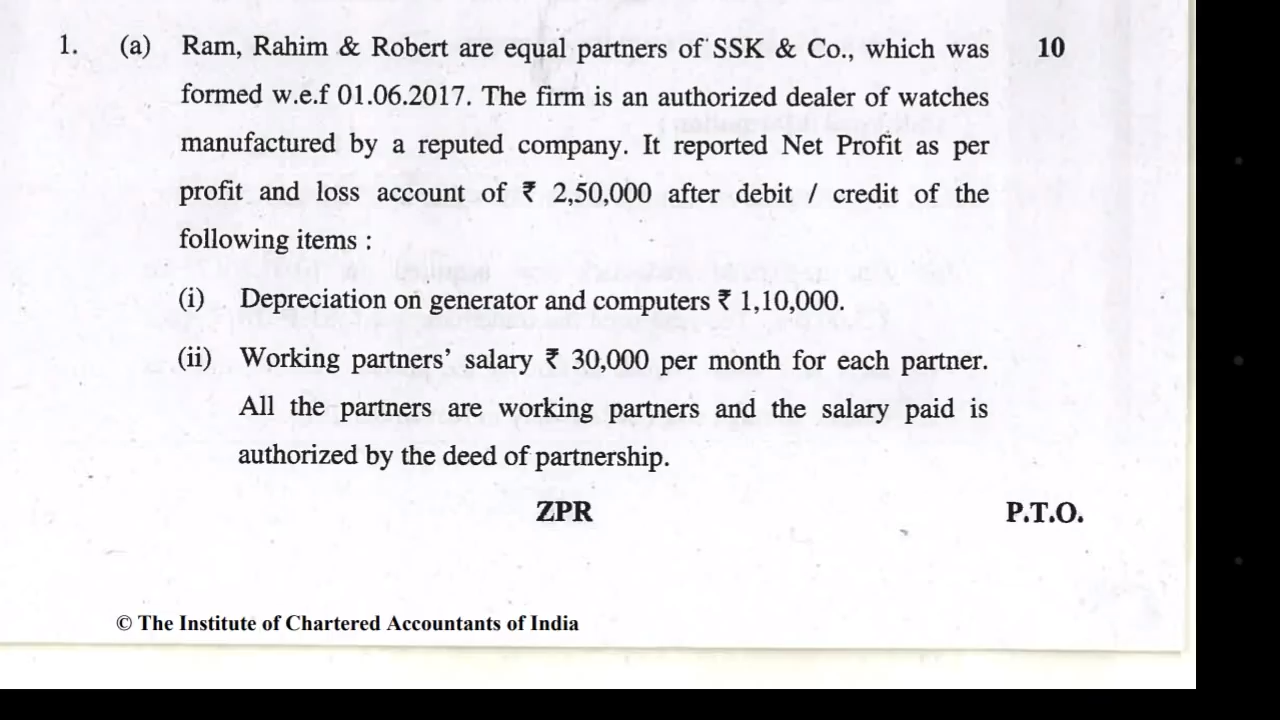 1. (a) Ram, Rahim & Robert are equal partners of SSK & Co., which was 10
formed w.e.f 01.06.2017. The firm is an authorized dealer of watches
manufactured by a reputed company. It reported Net Profit as per
profit and loss account of ₹ 2,50,000 after debit / credit of the
following items :
(i) Depreciation on generator and computers ₹ 1,10,000.
(ii) Working partners' salary ₹ 30,000 per month for each partner.
All the partners are working partners and the salary paid is
authorized by the deed of partnership.
ZPR P.T.O.
© The Institute of Chartered Accountants of India